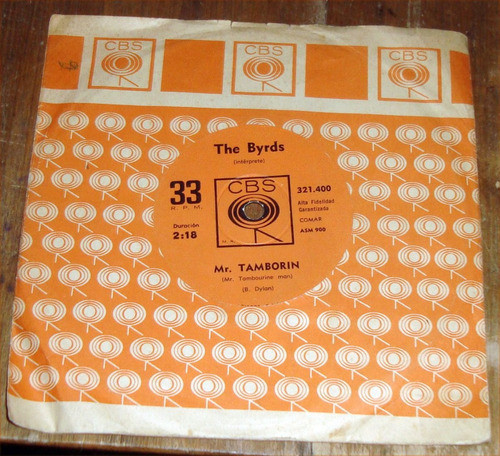 CBS CBS CBS
The Byrds
(intérprete)
33
R.P.M.
CBS
321.400
Alta Fidelidad
Garantizada
COMAR
ASM 900
Duración
2:18
Mr. TAMBORIN
(Mr. Tambourine man)
(B. Dylan)